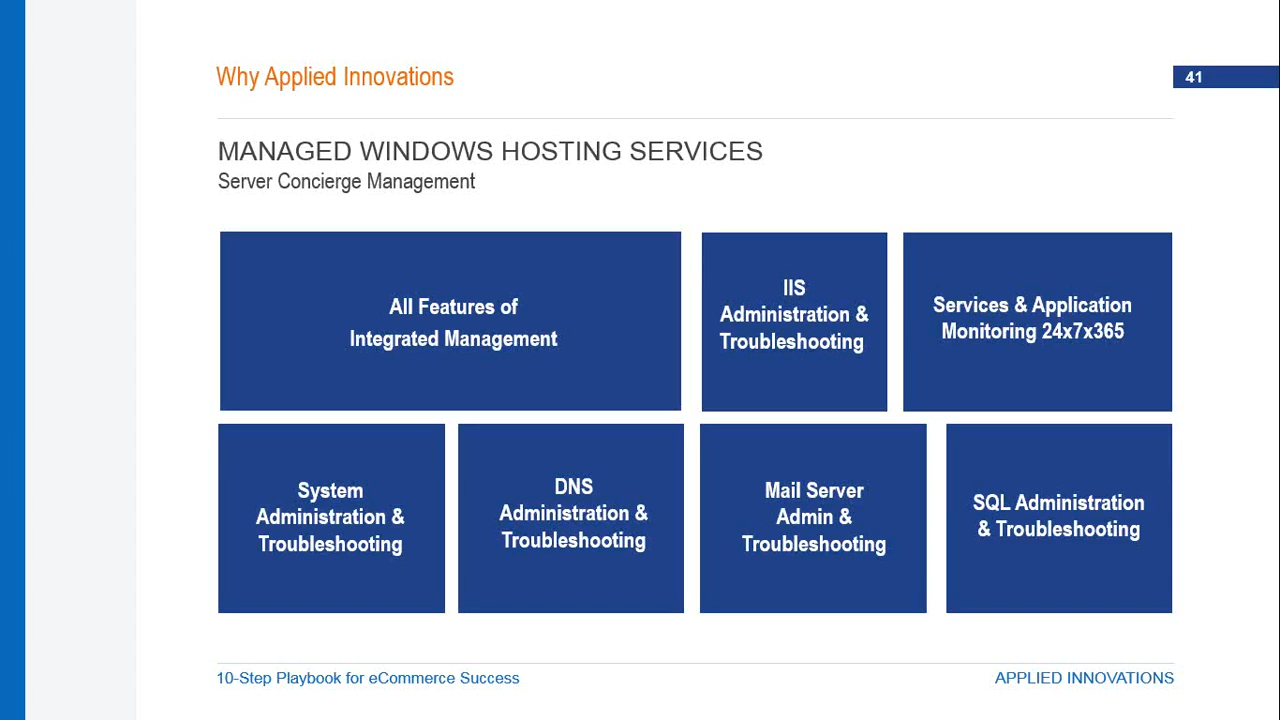 Why Applied Innovations
41
MANAGED WINDOWS HOSTING SERVICES
Server Concierge Management
All Features of
Integrated Management
IIS
Administration &
Troubleshooting
Services & Application
Monitoring 24x7x365
System
Administration &
Troubleshooting
DNS
Administration &
Troubleshooting
Mail Server
Admin &
Troubleshooting
SQL Administration
& Troubleshooting
10-Step Playbook for eCommerce Success
APPLIED INNOVATIONS